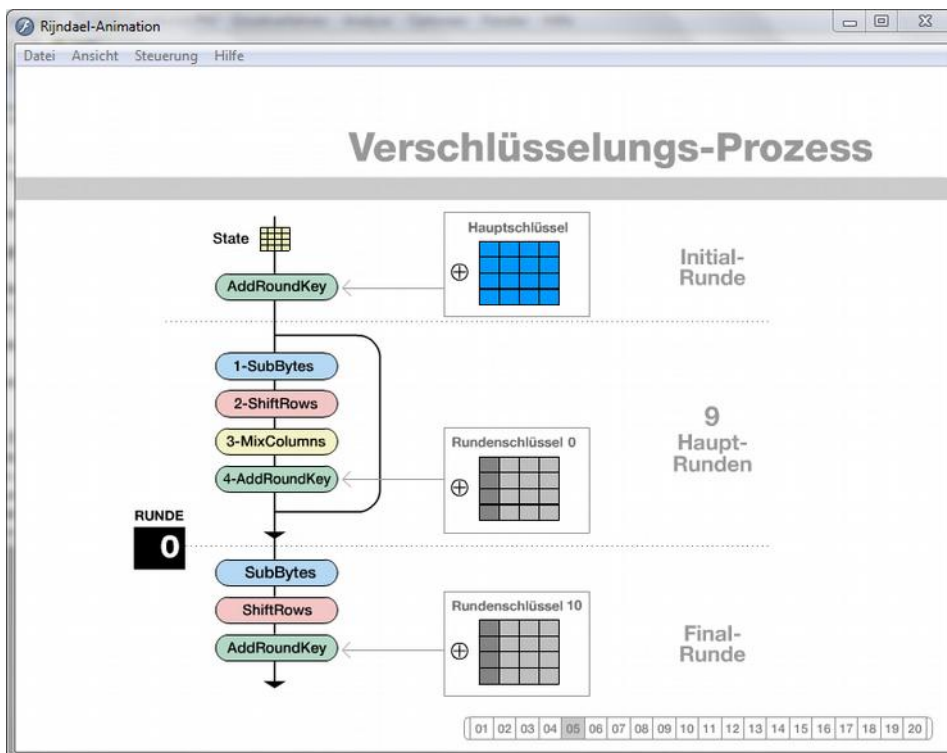 Rijndael-Animation
Datei Ansicht Steuerung Hilfe
Verschlüsselungs-Prozess
State
Hauptschlüssel
Initial-
Runde
AddRoundKey
1-SubBytes
2-ShiftRows
3-MixColumns
4-AddRoundKey
Rundenschlüssel 0
9
Haupt-
Runden
RUNDE
0
SubBytes
ShiftRows
AddRoundKey
Rundenschlüssel 10
Final-
Runde
01 02 03 04 05 06 07 08 09 10 11 12 13 14 15 16 17 18 19 20